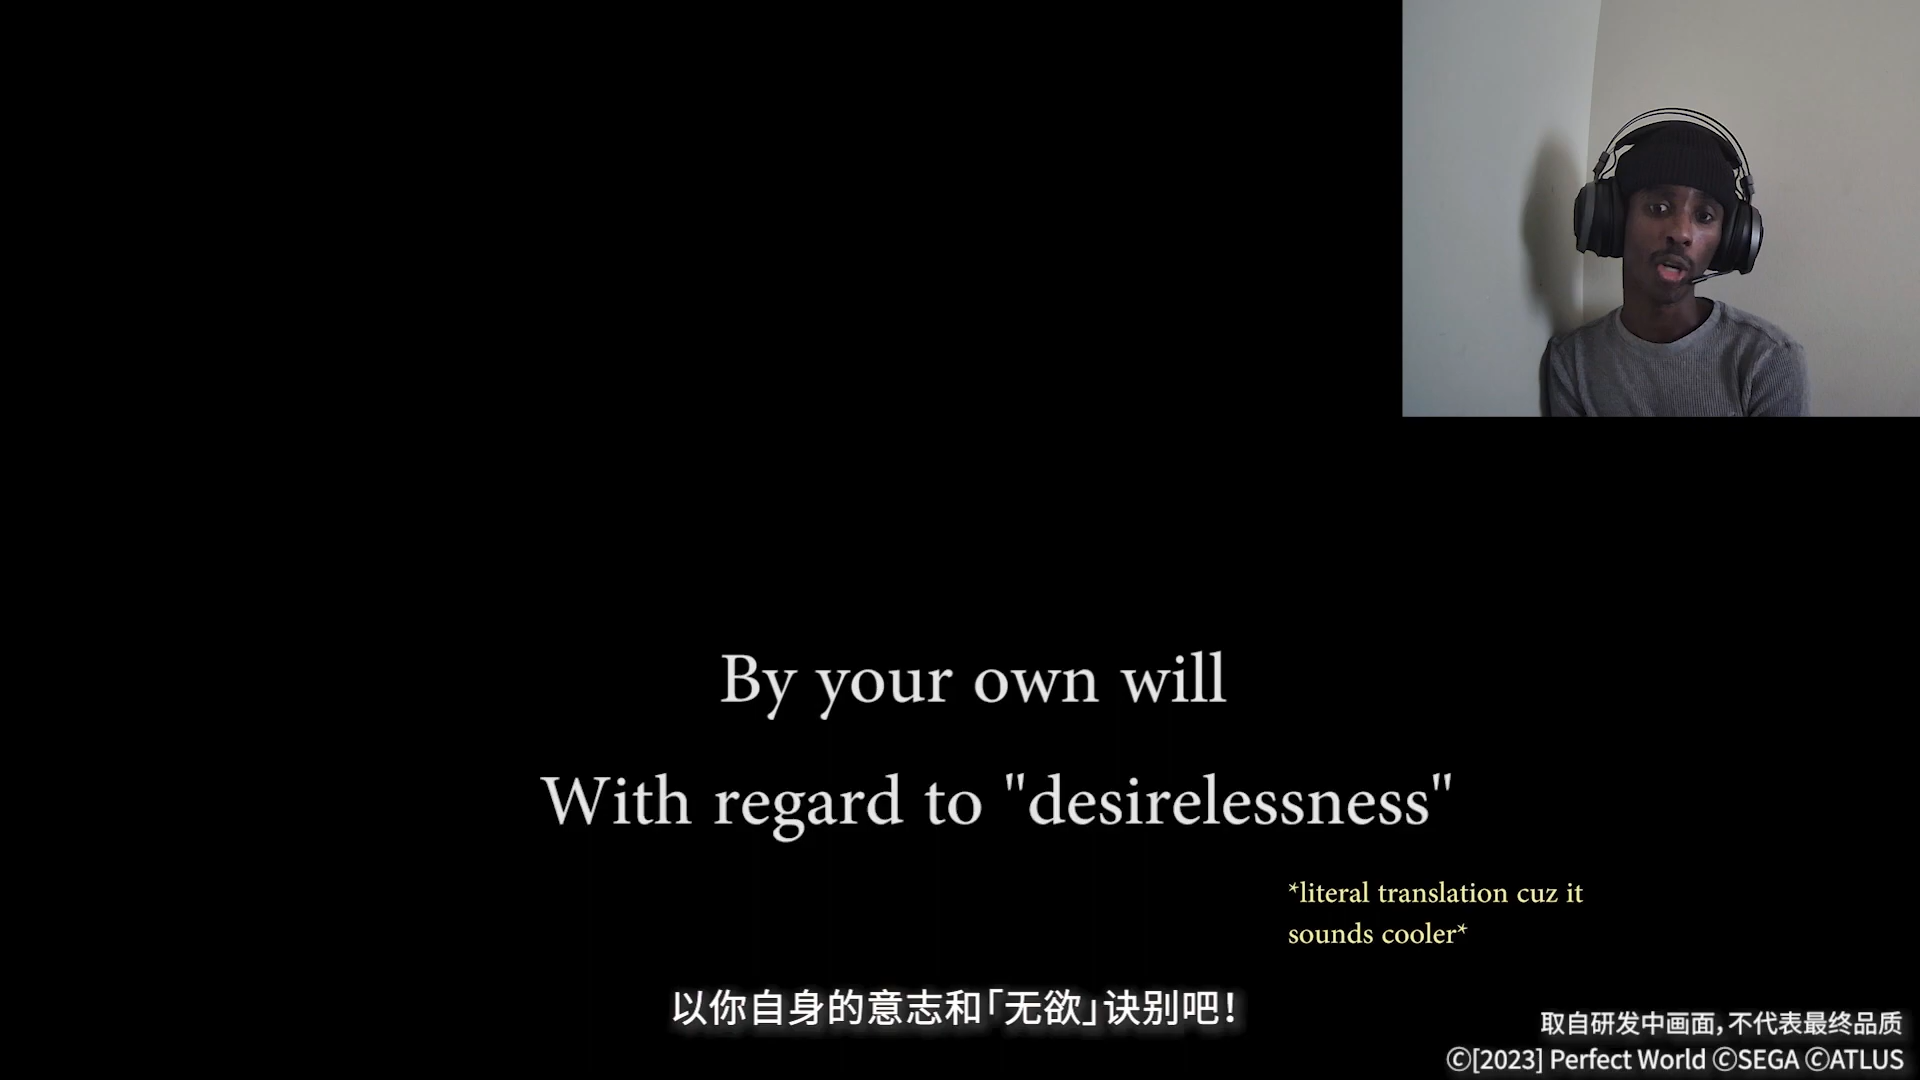 By your own will
With regard to "desirelessness"
*literal translation cuz it
sounds cooler*
以你自身的意志和「无欲」诀别吧！
取自研发中画面，不代表最终品质
©[2023] Perfect World ©SEGA ©ATLUS